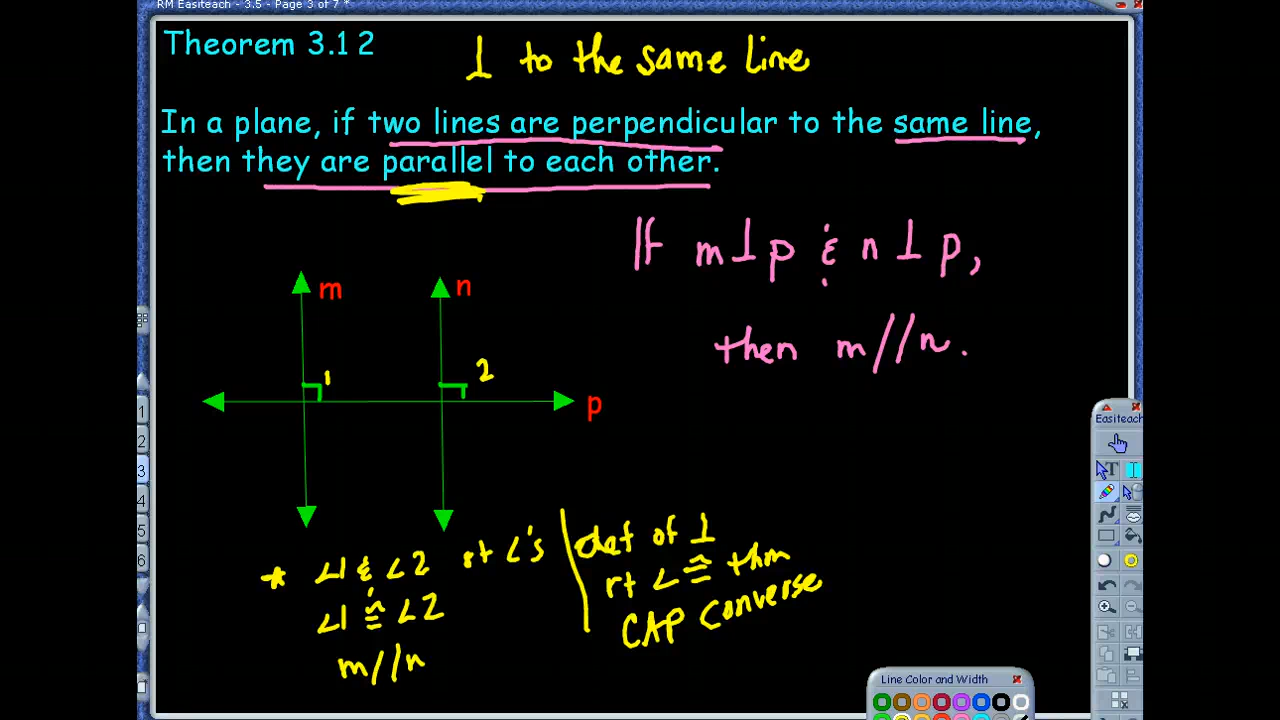 RM Easiteach - 3.5 - Page 3 of 7 *
Theorem 3.12
⊥ to the same line
In a plane, if two lines are perpendicular to the same line,
then they are parallel to each other.
If m⊥p & n⊥p,
then m//n.
m
n
1
2
p
* ∠1 & ∠2 rt ∠'s
def of ⊥
∠1 ≅ ∠2
rt ∠ ≅ thm
m//n
CAP Converse
Easiteach
T
1
2
3
4
5
6
Line Color and Width